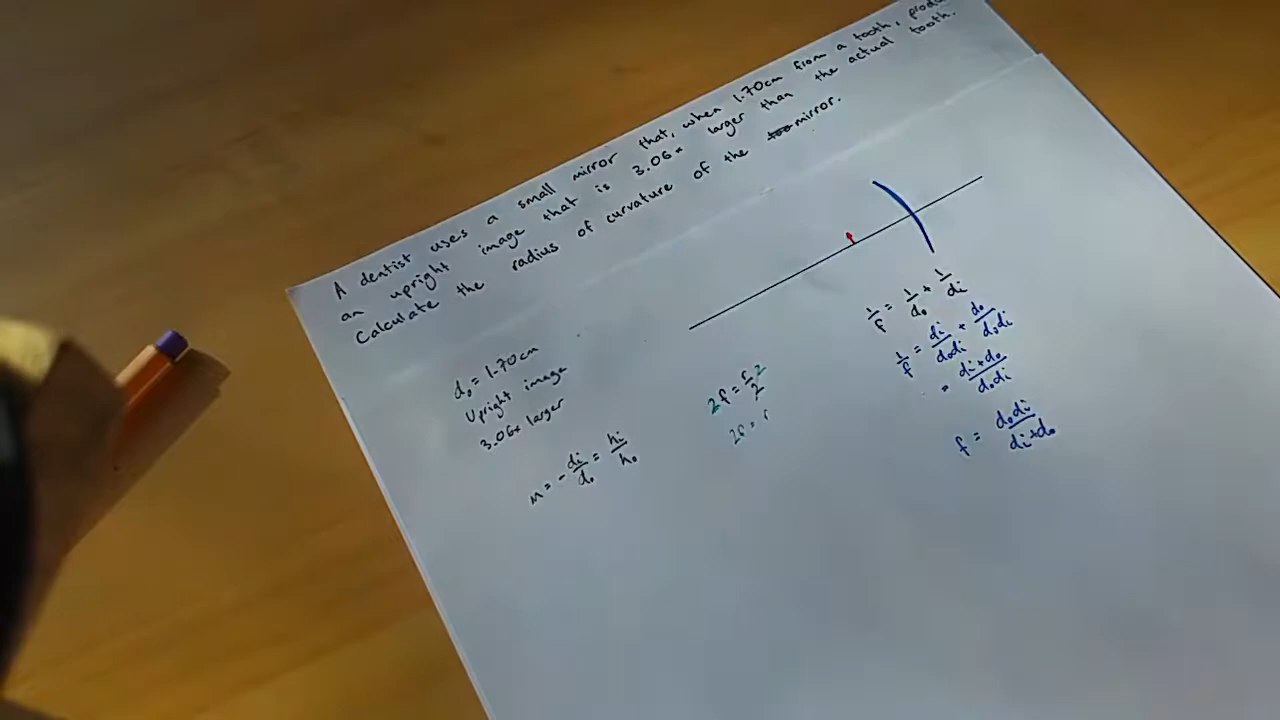 A dentist uses a small mirror that, when 1.70cm from a tooth,
an upright image that is 3.06x larger than the actual tooth.
Calculate the radius of curvature of the mirror.
d₀ = 1.70cm
Upright image
3.06x larger
m = -di/d₀ = hi/h₀
2f = r/2 2
2f = r
1/f = 1/d₀ + 1/di
1/f = di/d₀di + d₀/d₀di
= di+d₀/d₀di
f = d₀di/di+d₀